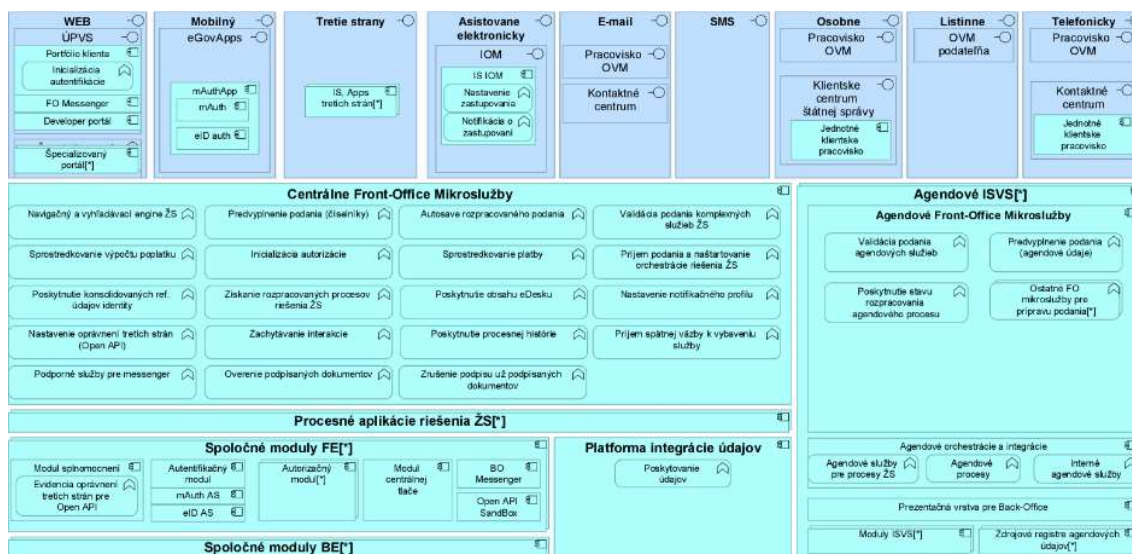 WEB
ÚPVS
Portfólio klienta
Inicializácia
autentifikácie
FO Messenger
Developer portál
Špecializovaný
portál[*]
Mobilný
eGovApps
mAuthApp
mAuth
eID auth
Tretie strany
IS, Apps
tretích strán[*]
Asistovane
elektronicky
IOM
IS IOM
Nastavenie
zastupovania
Notifikácia o
zastupovaní
E-mail
Pracovisko
OVM
Kontaktné
centrum
SMS
Osobne
Pracovisko
OVM
Klientske
centrum
štátnej správy
Jednotné
klientske
pracovisko
Listinne
OVM
podateľňa
Telefonicky
Pracovisko
OVM
Kontaktné
centrum
Jednotné
klientske
pracovisko
Centrálne Front-Office Mikroslužby
Navigačný a vyhľadávací engine ŽS
Predvyplnenie podania (číselníky)
Autosave rozpracovaného podania
Validácia podania komplexných
služieb ŽS
Sprostredkovanie výpočtu poplatku
Inicializácia autorizácie
Sprostredkovanie platby
Príjem podania a naštartovanie
orchestrácie riešenia ŽS
Poskytnutie konsolidovaných ref.
údajov identity
Získanie rozpracovaných procesov
riešenia ŽS
Poskytnutie obsahu eDesku
Nastavenie notifikačného profilu
Nastavenie oprávnení tretích strán
(Open API)
Zachytávanie interakcie
Poskytnutie procesnej histórie
Príjem spätnej väzby k vybaveniu
služby
Podporné služby pre messenger
Overenie podpísaných dokumentov
Zrušenie podpisu už podpísaných
dokumentov
Agendové ISVS[*]
Agendové Front-Office Mikroslužby
Validácia podania
agendových služieb
Predvyplnenie podania
(agendové údaje)
Poskytnutie stavu
rozpracovania
agendového procesu
Ostatné FO
mikroslužby pre
prípravu podania[*]
Procesné aplikácie riešenia ŽS[*]
Spoločné moduly FE[*]
Modul splnomocnení
Evidencia oprávnení
tretích strán pre
Open API
Autentifikačný
modul
mAuth AS
eID AS
Autorizačný
modul[*]
Modul
centrálnej
tlače
BO
Messenger
Open API
SandBox
Spoločné moduly BE[*]
Platforma integrácie údajov
Poskytovanie
údajov
Agendové orchestrácie a integrácie
Agendové služby
pre procesy ŽS
Agendové
procesy
Interné
agendové služby
Prezentačná vrstva pre Back-Office
Moduly ISVS[*]
Zdrojové registre agendových
údajov[*]